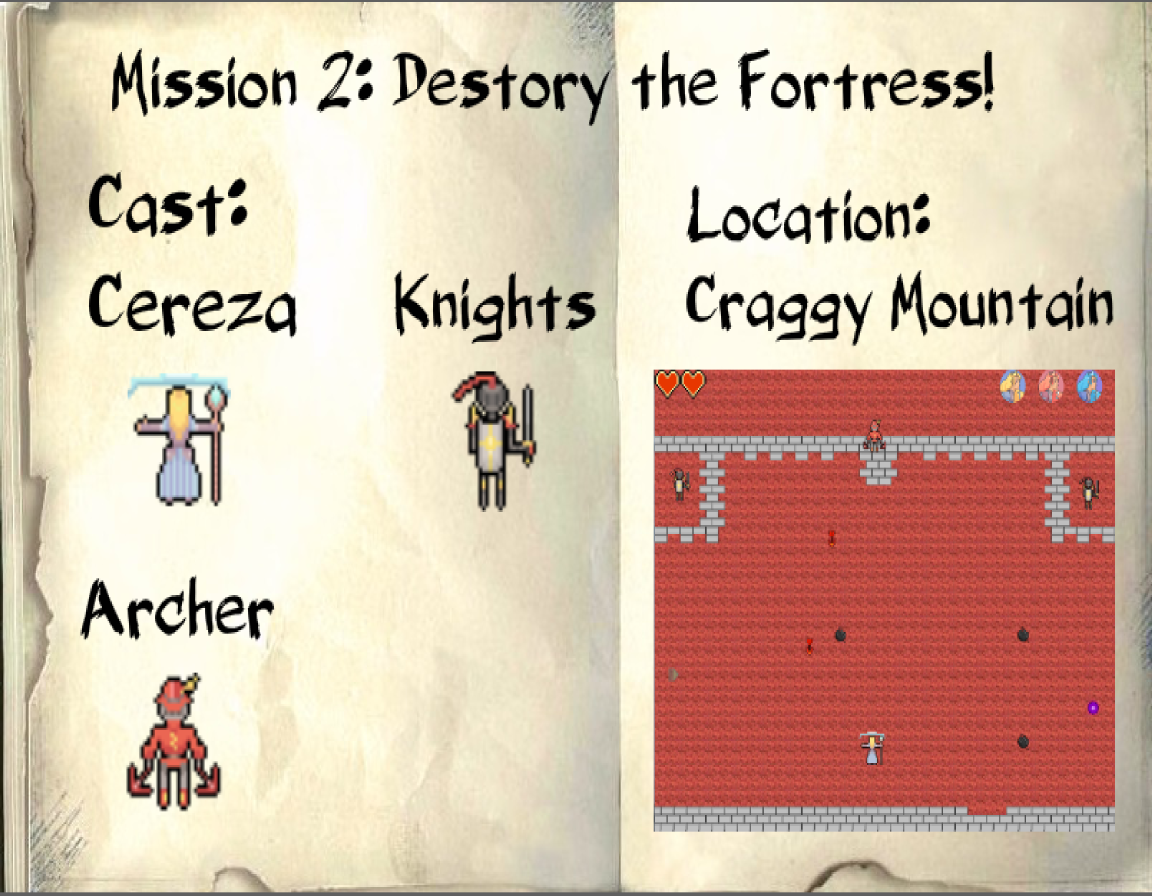 Mission 2: Destory the Fortress!
Cast:
Cereza
Knights
Archer
Location:
Craggy Mountain